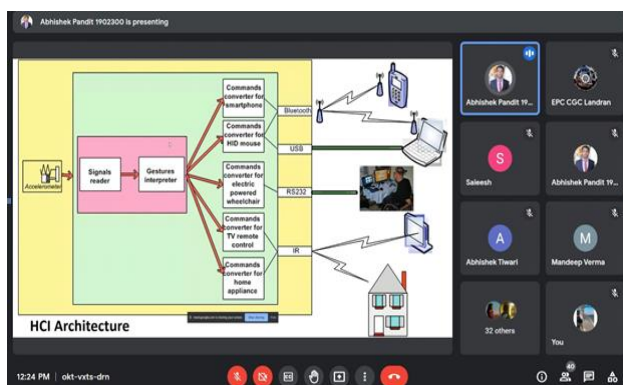 Abhishek Pandit 1902300 is presenting
Commands
converter for
smartphone
Commands
converter for
HID mouse
Commands
converter for
electric
powered
wheelchair
Commands
converter for
TV remote
control
Commands
converter for
home
appliance
Signals
reader
Gestures
interpreter
Accelerometer
Bluetooth
USB
RS232
IR
HCI Architecture
Abhishek Pandit 19...
EPC CGC Landran
S
Saleesh
Abhishek Pandit 19...
A
Abhishek Tiwari
M
Mandeep Verma
32 others
You
12:24 PM | okt-vxts-drn
40